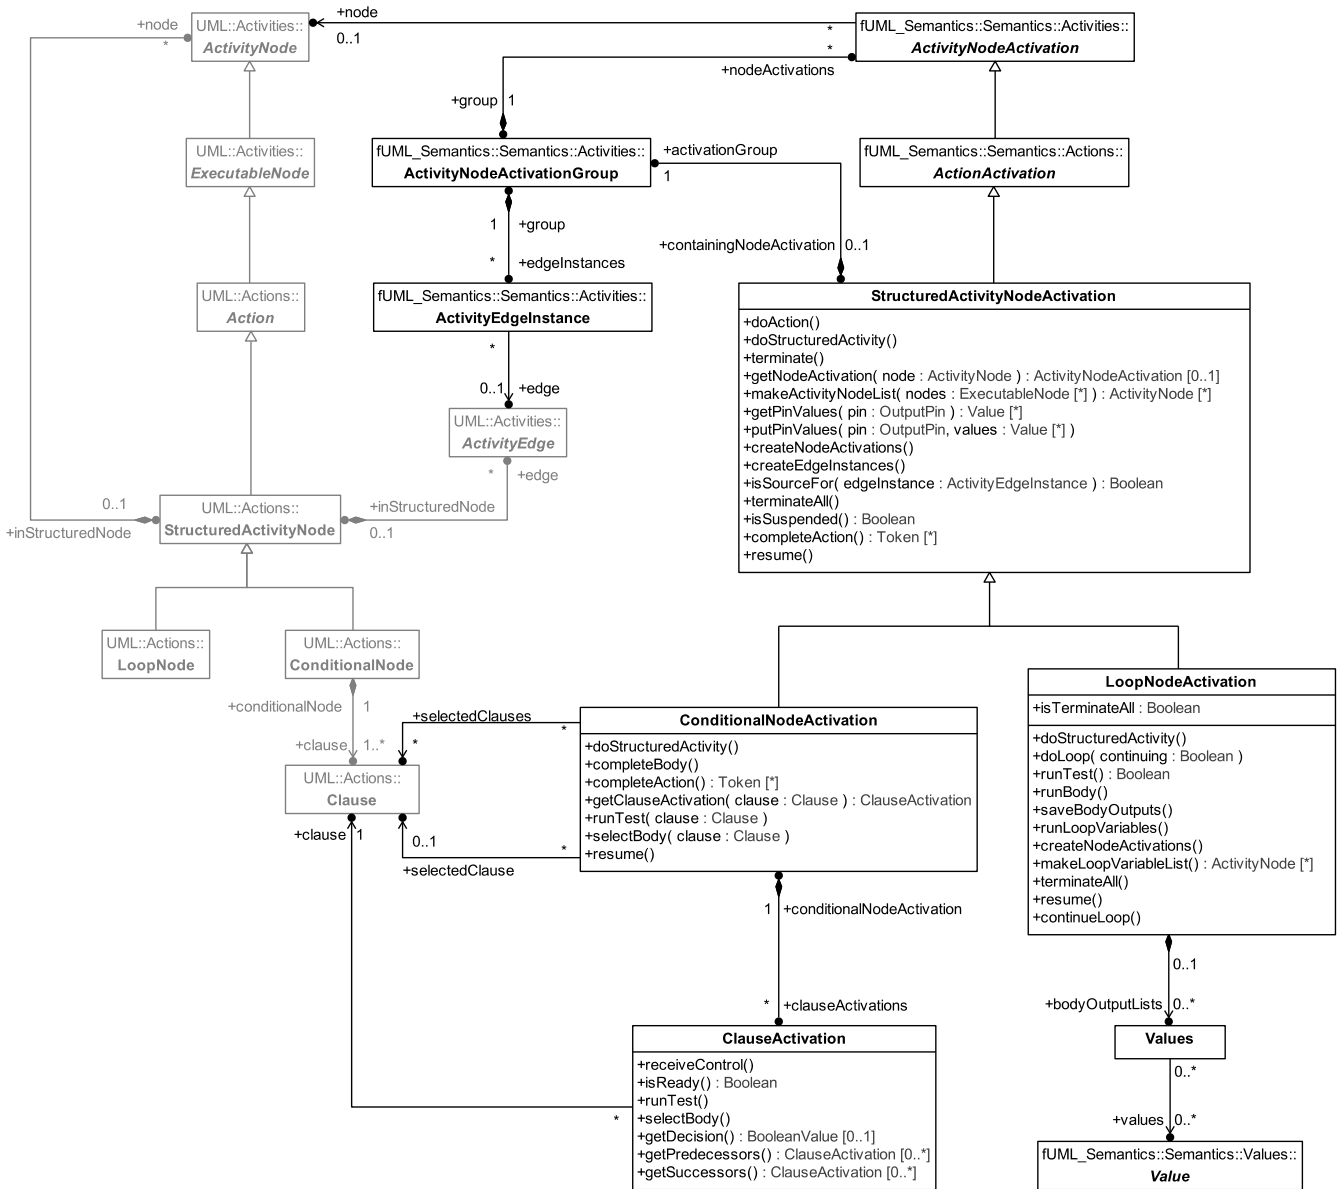 +node
*
UML::Activities::
ActivityNode
+node
0..1
*
*
fUML_Semantics::Semantics::Activities::
ActivityNodeActivation
+nodeActivations
+group
1
UML::Activities::
ExecutableNode
fUML_Semantics::Semantics::Activities::
ActivityNodeActivationGroup
+activationGroup
1
fUML_Semantics::Semantics::Actions::
ActionActivation
1
+group
*
+edgeInstances
+containingNodeActivation
0..1
UML::Actions::
Action
fUML_Semantics::Semantics::Activities::
ActivityEdgeInstance
*
0..1
+edge
UML::Activities::
ActivityEdge
*
+edge
StructuredActivityNodeActivation
+doAction()
+doStructuredActivity()
+terminate()
+getNodeActivation( node : ActivityNode ) : ActivityNodeActivation [0..1]
+makeActivityNodeList( nodes : ExecutableNode [*] ) : ActivityNode [*]
+getPinValues( pin : OutputPin ) : Value [*]
+putPinValues( pin : OutputPin, values : Value [*] )
+createNodeActivations()
+createEdgeInstances()
+isSourceFor( edgeInstance : ActivityEdgeInstance ) : Boolean
+terminateAll()
+isSuspended() : Boolean
+completeAction() : Token [*]
+resume()
0..1
+inStructuredNode
UML::Actions::
StructuredActivityNode
+inStructuredNode
0..1
UML::Actions::
LoopNode
UML::Actions::
ConditionalNode
+conditionalNode
1
+clause
1..*
+selectedClauses
*
*
UML::Actions::
Clause
+clause
1
0..1
+selectedClause
*
ConditionalNodeActivation
+doStructuredActivity()
+completeBody()
+completeAction() : Token [*]
+getClauseActivation( clause : Clause ) : ClauseActivation
+runTest( clause : Clause )
+selectBody( clause : Clause )
+resume()
LoopNodeActivation
+isTerminateAll : Boolean
+doStructuredActivity()
+doLoop( continuing : Boolean )
+runTest() : Boolean
+runBody()
+saveBodyOutputs()
+runLoopVariables()
+createNodeActivations()
+makeLoopVariableList() : ActivityNode [*]
+terminateAll()
+resume()
+continueLoop()
1
+conditionalNodeActivation
*
+clauseActivations
0..1
+bodyOutputLists
0..*
ClauseActivation
+receiveControl()
+isReady() : Boolean
+runTest()
+selectBody()
+getDecision() : BooleanValue [0..1]
+getPredecessors() : ClauseActivation [0..*]
+getSuccessors() : ClauseActivation [0..*]
*
Values
0..*
+values
0..*
fUML_Semantics::Semantics::Values::
Value